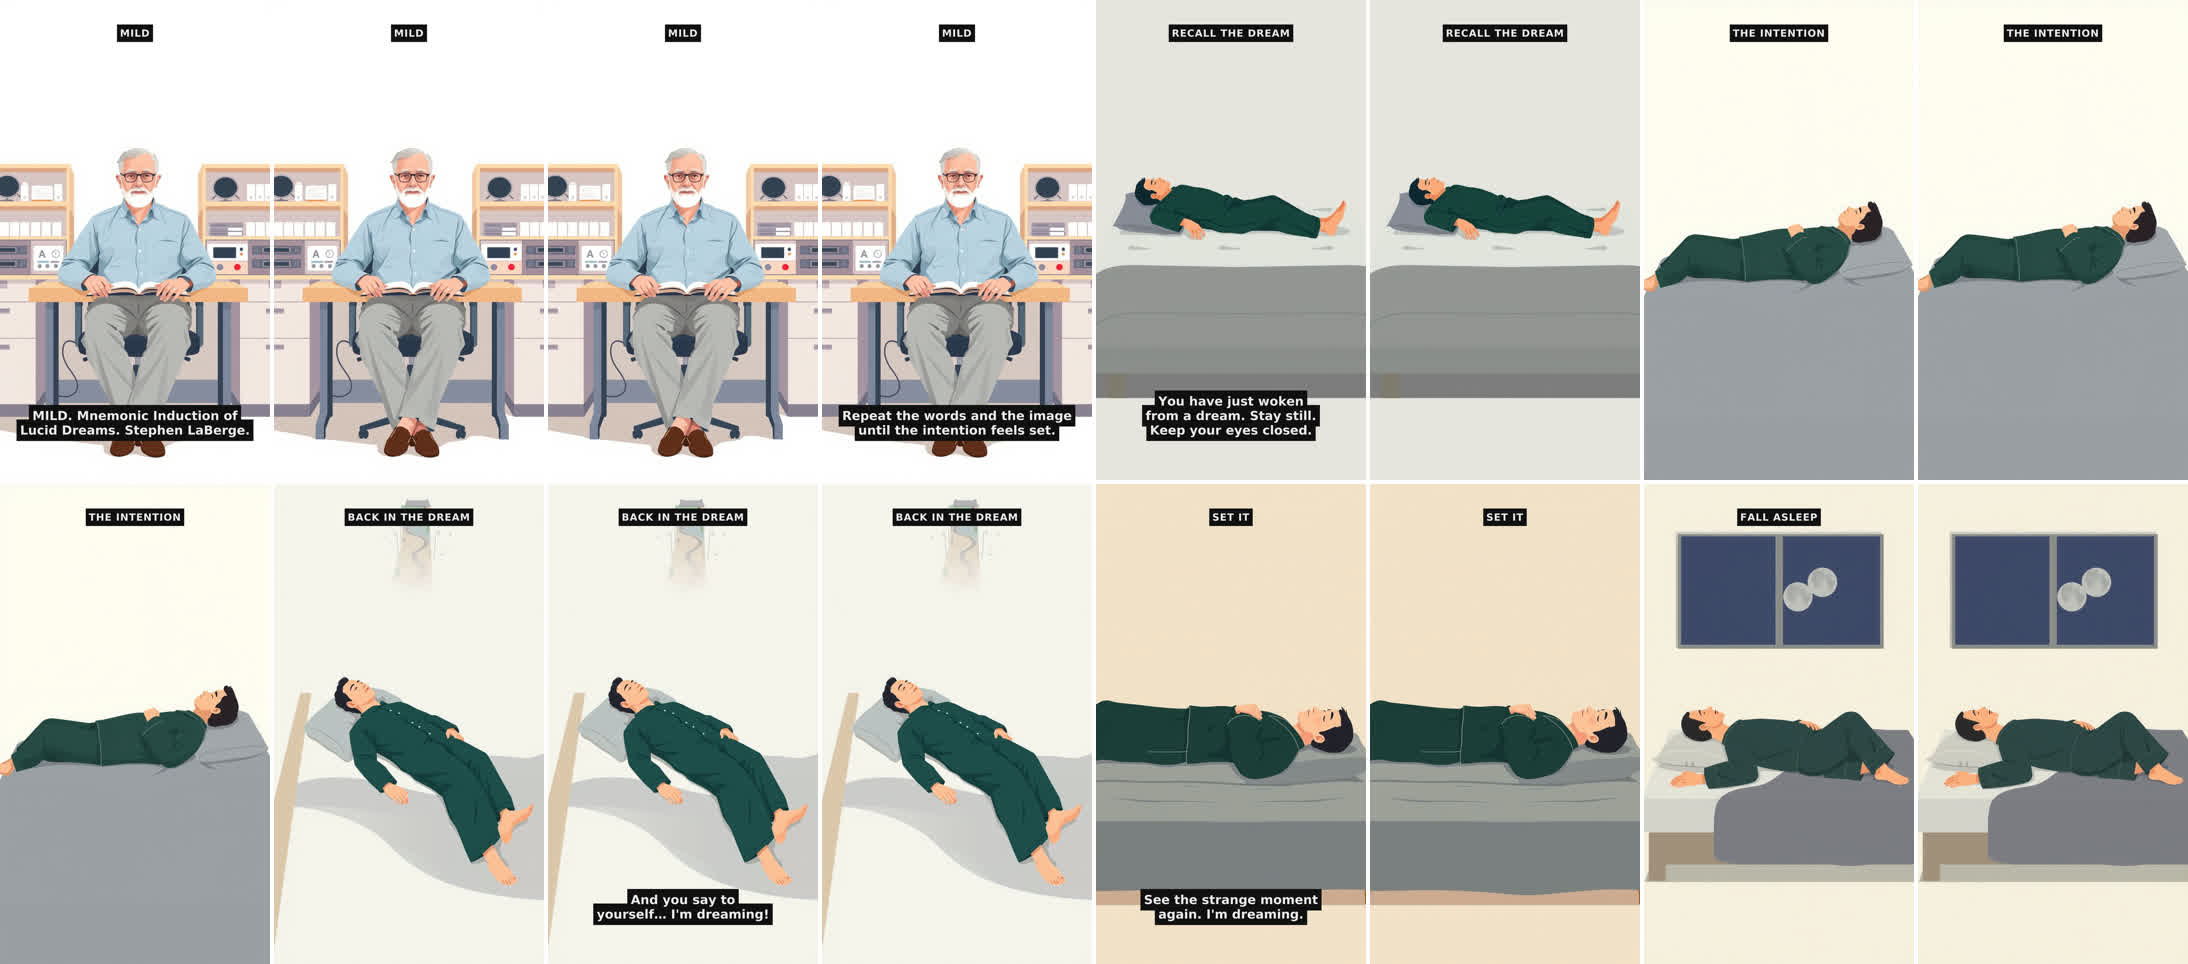 MILD
MILD. Mnemonic Induction of
Lucid Dreams. Stephen LaBerge.
MILD
MILD
MILD
Repeat the words and the image
until the intention feels set.
RECALL THE DREAM
You have just woken
from a dream. Stay still.
Keep your eyes closed.
RECALL THE DREAM
THE INTENTION
THE INTENTION
THE INTENTION
BACK IN THE DREAM
BACK IN THE DREAM
And you say to
yourself... I'm dreaming!
BACK IN THE DREAM
SET IT
See the strange moment
again. I'm dreaming.
SET IT
FALL ASLEEP